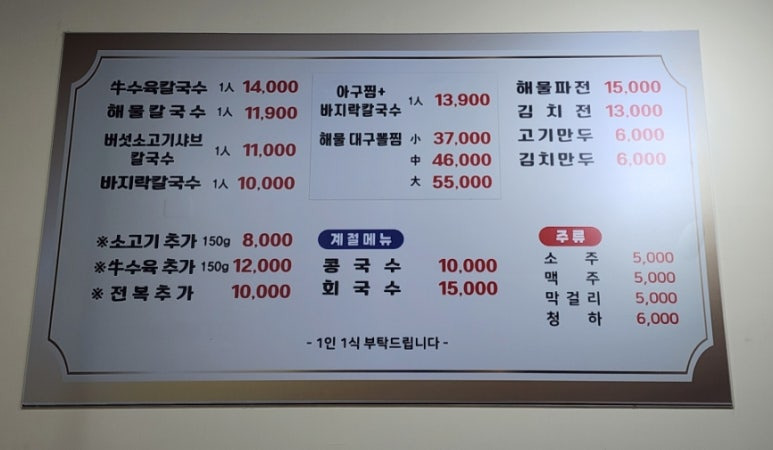 牛수육칼국수 1人 14,000
해물칼국수 1人 11,900
버섯소고기샤브
칼국수 1人 11,000
바지락칼국수 1人 10,000
아구찜+
바지락칼국수 1人 13,900
해물 대구뽈찜 小 37,000
中 46,000
大 55,000
해물파전 15,000
김치전 13,000
고기만두 6,000
김치만두 6,000
※소고기 추가 150g 8,000
※牛수육 추가 150g 12,000
※ 전복추가 10,000
계절메뉴
콩국수 10,000
회국수 15,000
주류
소주 5,000
맥주 5,000
막걸리 5,000
청하 6,000
- 1인 1식 부탁드립니다 -